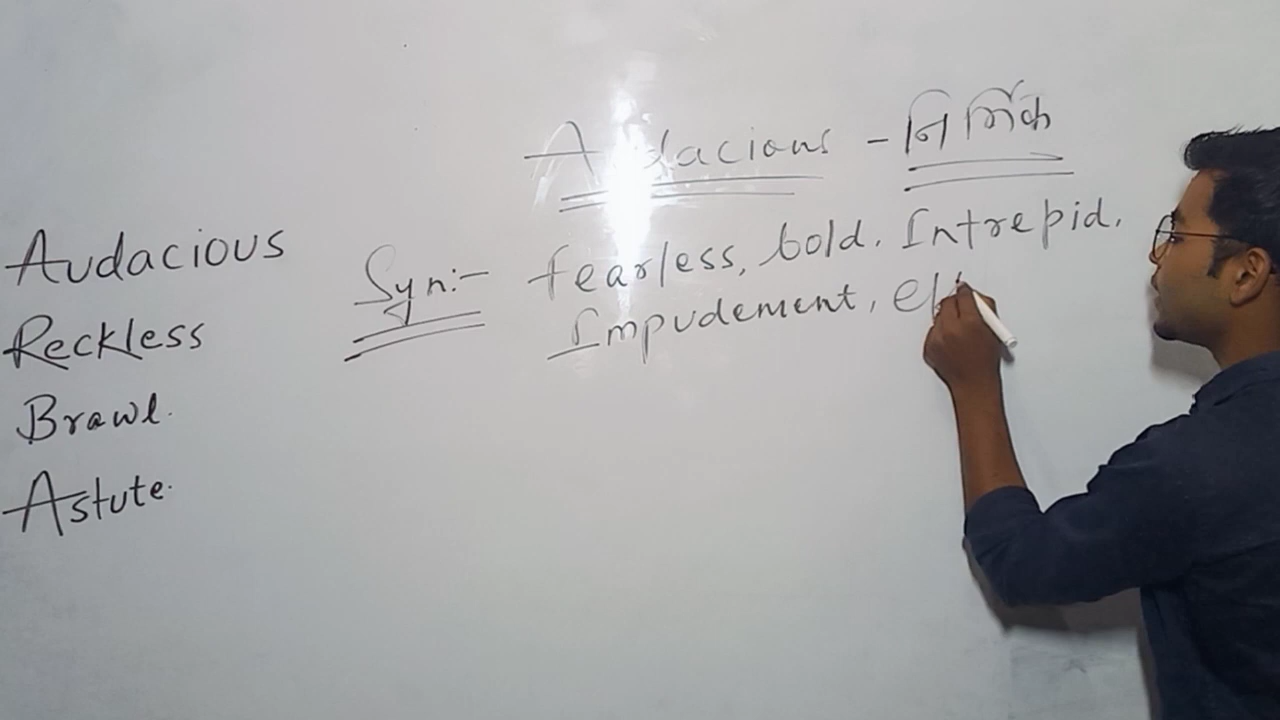 Audacious - निर्भिक
Syn:- fearless, bold. Intrepid.
Impudement,
Audacious
Reckless
Brawl.
Astute.